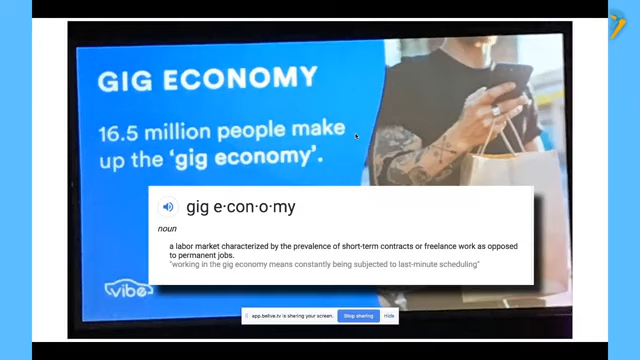 GIG ECONOMY
16.5 million people make
up the ‘gig economy’.
gig e·con·o·my
noun
a labor market characterized by the prevalence of short-term contracts or freelance work as opposed
to permanent jobs.
"working in the gig economy means constantly being subjected to last-minute scheduling"
vibe
app.belive.tv is sharing your screen.
Stop sharing
Hide